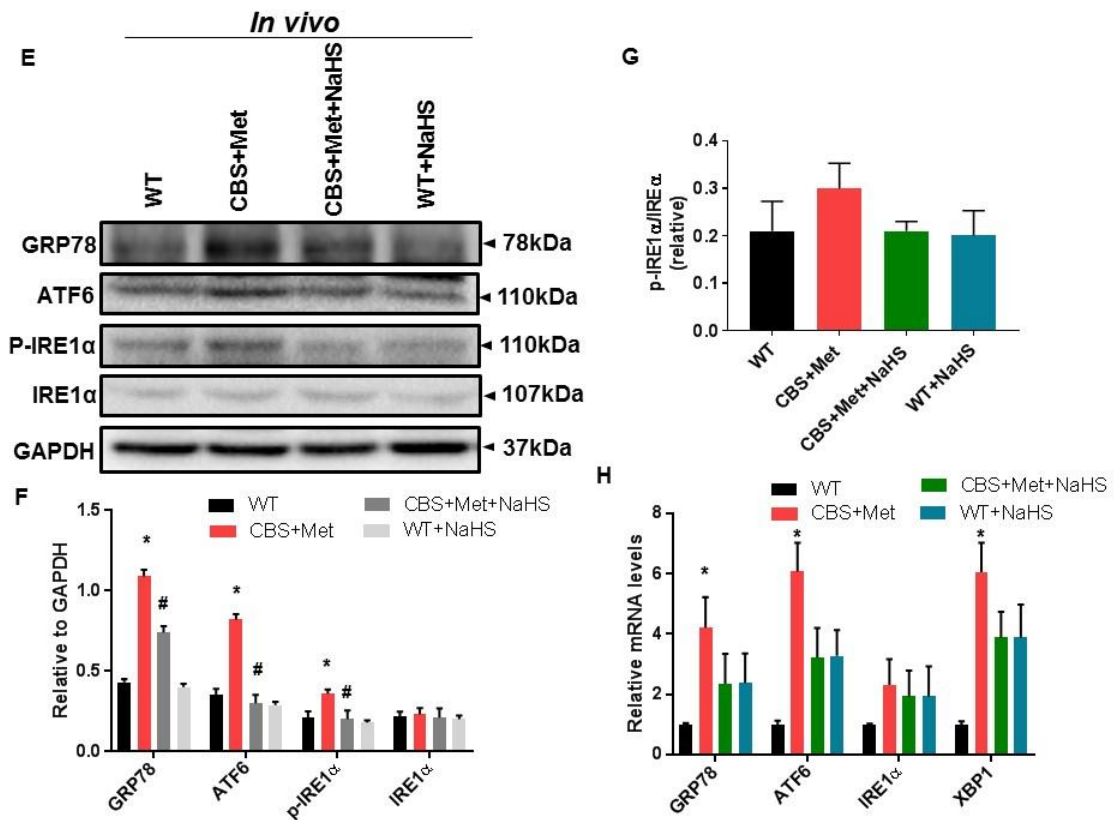 In vivo
E
WT
CBS+Met
CBS+Met+NaHS
WT+NaHS
GRP78
78kDa
ATF6
110kDa
P-IRE1α
110kDa
IRE1α
107kDa
GAPDH
37kDa
G
p-IRE1α/IREα
(relative)
0.4
0.3
0.2
0.1
0.0
WT
CBS+Met
CBS+Met+NaHS
WT+NaHS
F
WT
CBS+Met
CBS+Met+NaHS
WT+NaHS
Relative to GAPDH
1.5
1.0
0.5
0.0
*
#
*
#
*
#
GRP78
ATF6
p-IRE1α
IRE1α
H
WT
CBS+Met
CBS+Met+NaHS
WT+NaHS
Relative mRNA levels
8
6
4
2
0
*
*
*
GRP78
ATF6
IRE1α
XBP1